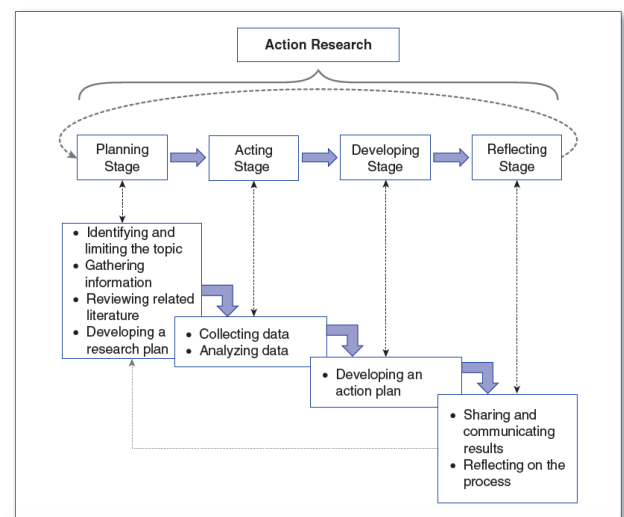 Action Research
Planning
Stage
Acting
Stage
Developing
Stage
Reflecting
Stage
• Identifying and
limiting the topic
• Gathering
information
• Reviewing related
literature
• Developing a
research plan
• Collecting data
• Analyzing data
• Developing an
action plan
• Sharing and
communicating
results
• Reflecting on the
process